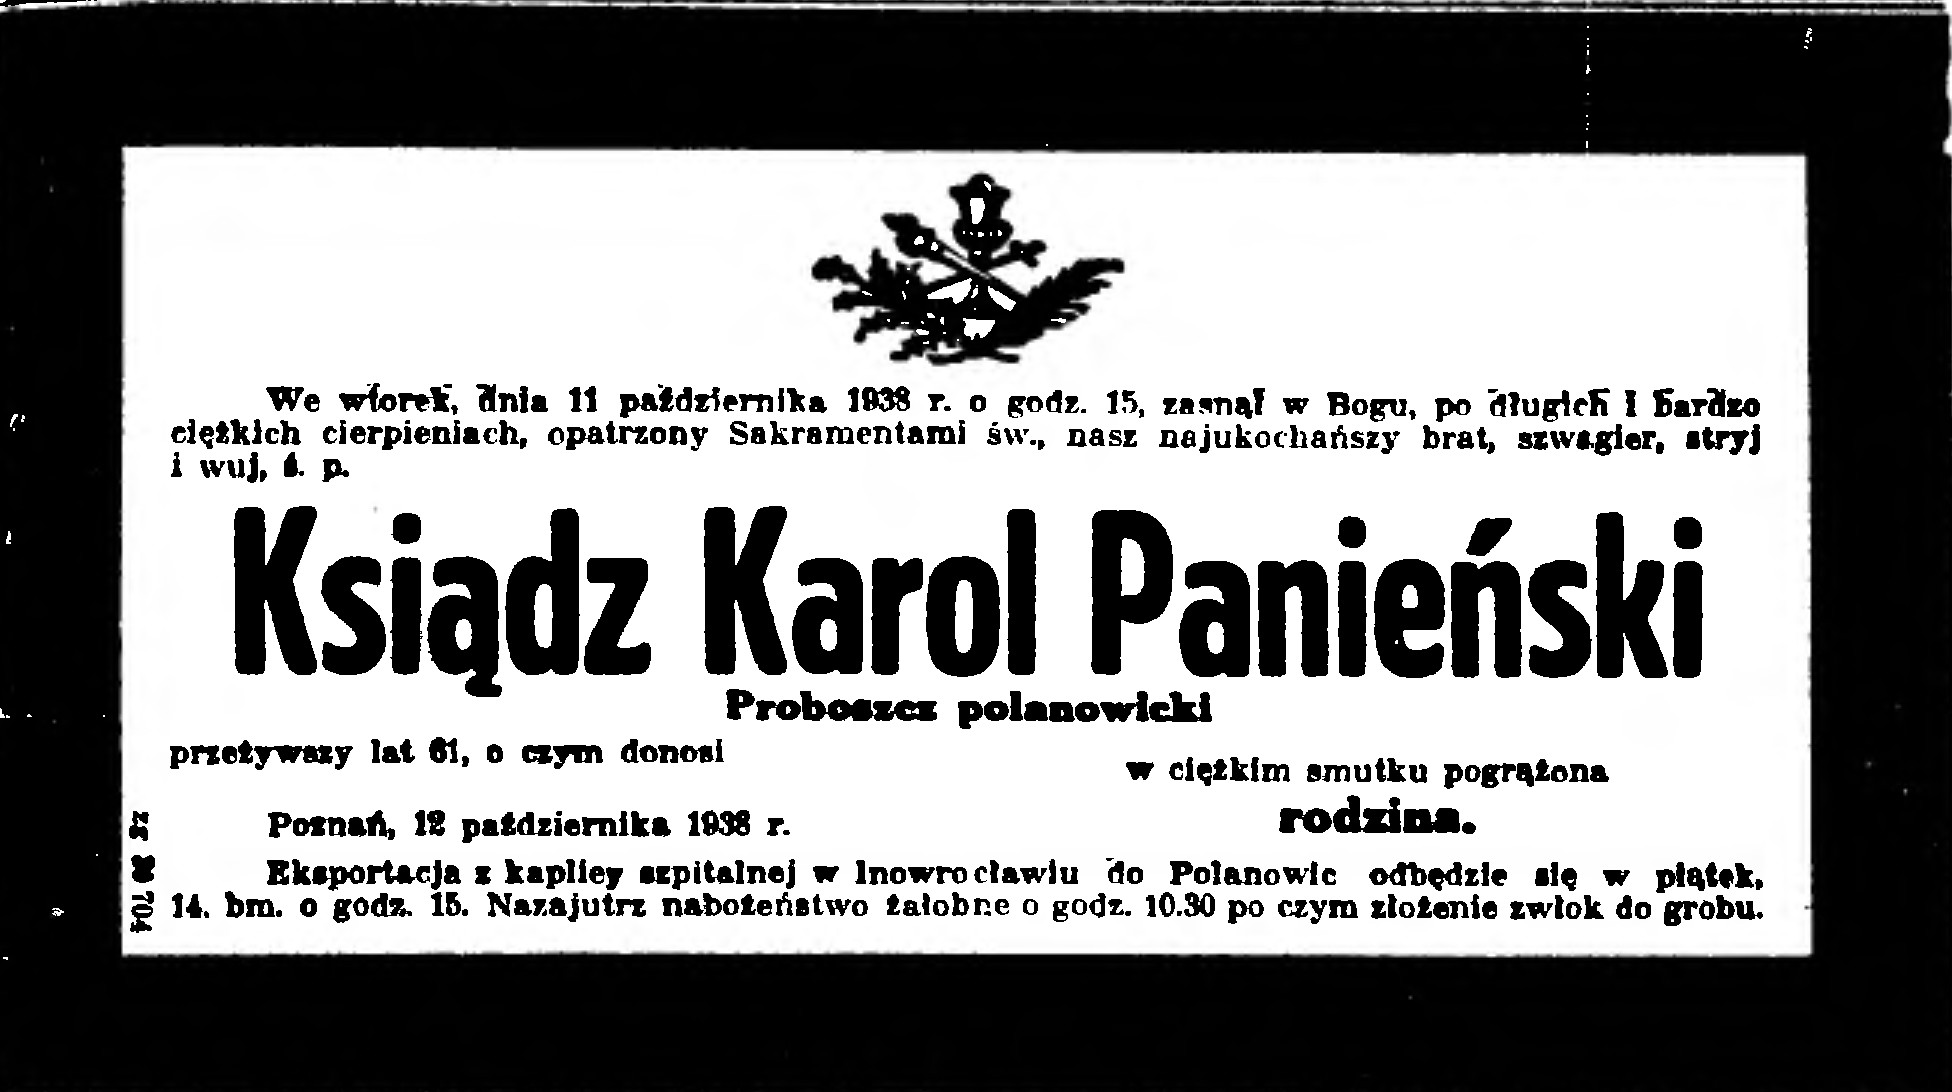 We wtorek, dnia 11 października 1938 r. o godz. 15, zasnął w Bogu, po długich i bardzo
ciężkich cierpieniach, opatrzony Sakramentami św., nasz najukochańszy brat, szwagier, stryj
i wuj, ś. p.
Ksiądz Karol Panieński
Proboszcz polanowicki
przeżywszy lat 61, o czym donosi
w ciężkim smutku pogrążona
rodzina.
Poznań, 12 października 1938 r.
Eksportacja z kaplicy szpitalnej w Inowrocławiu do Polanowic odbędzie się w piątek,
14. bm. o godz. 15. Nazajutrz nabożeństwo żałobne o godz. 10.30 po czym złożenie zwłok do grobu.
704